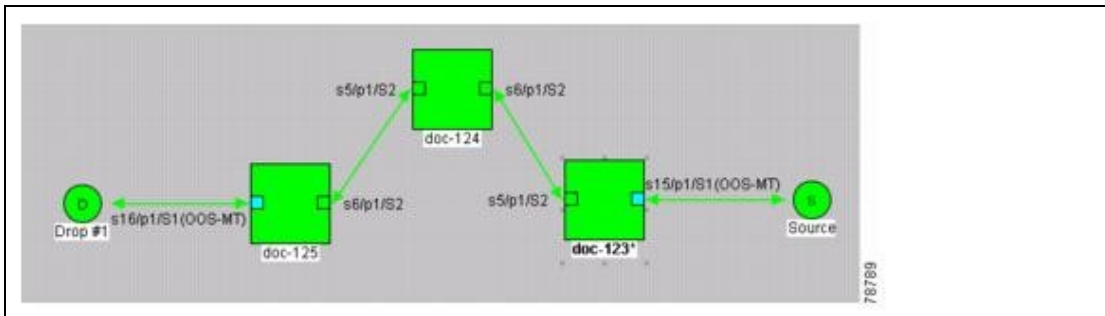 s5/p1/S2
s6/p1/S2
doc-124
D
s16/p1/S1(OOS-MT)
Drop #1
s6/p1/S2
doc-125
s5/p1/S2
s15/p1/S1(OOS-MT)
doc-123*
S
Source
78789